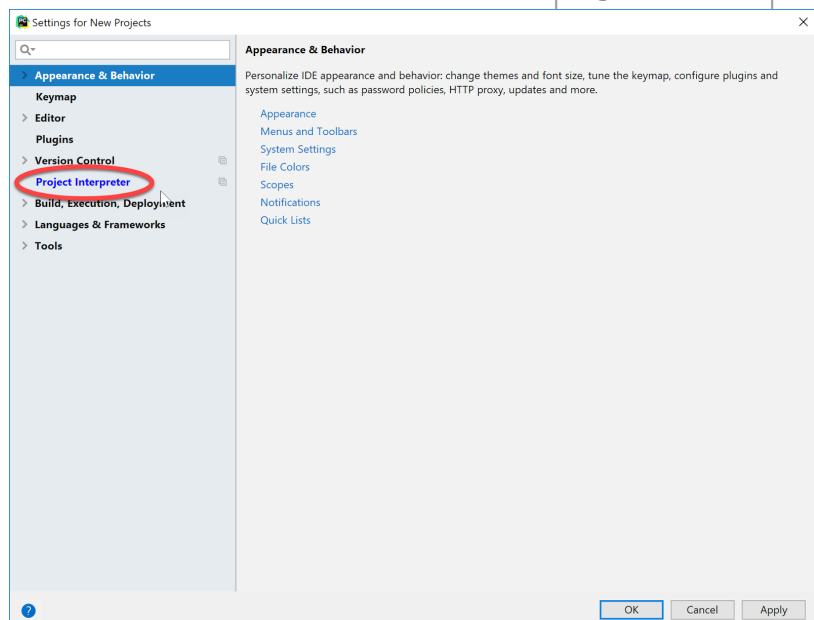 PC
Settings for New Projects
Appearance & Behavior
Keymap
Editor
Plugins
Version Control
Project Interpreter
Build, Execution, Deployment
Languages & Frameworks
Tools
Appearance & Behavior
Personalize IDE appearance and behavior: change themes and font size, tune the keymap, configure plugins and
system settings, such as password policies, HTTP proxy, updates and more.
Appearance
Menus and Toolbars
System Settings
File Colors
Scopes
Notifications
Quick Lists
?
OK
Cancel
Apply